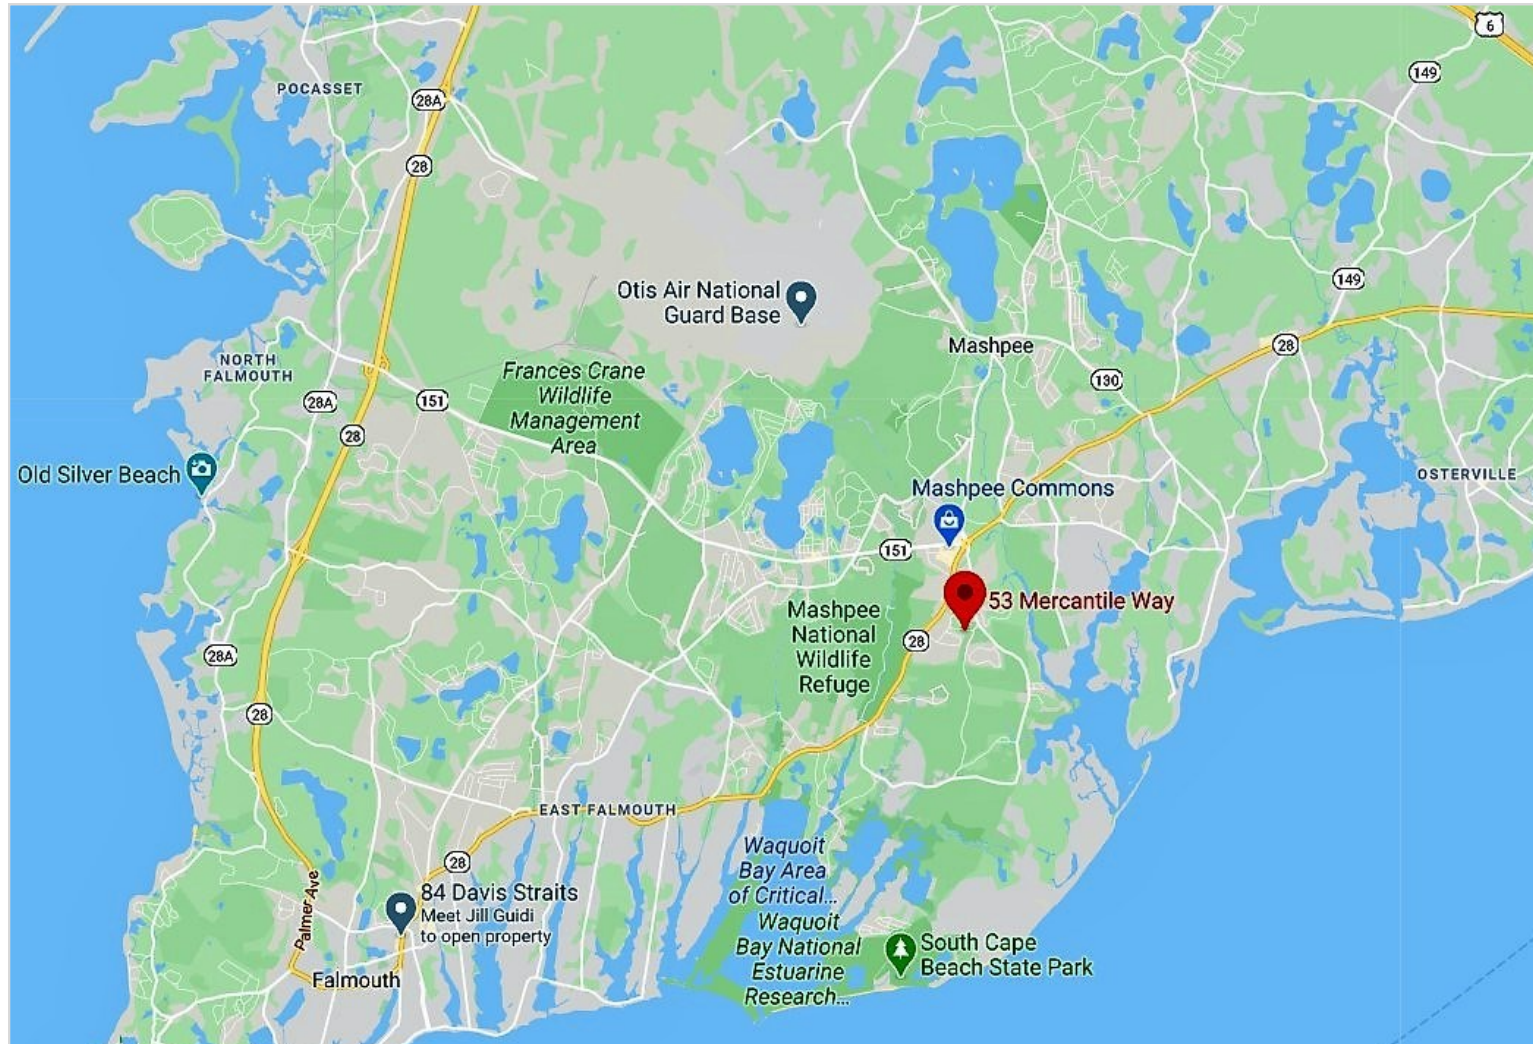 6
149
POCASSET
28A
28
149
Otis Air National
Guard Base
28
Mashpee
NORTH
FALMOUTH
Frances Crane
Wildlife
Management
Area
130
28A
151
28
Old Silver Beach
OSTERVILLE
Mashpee Commons
151
53 Mercantile Way
Mashpee
National
Wildlife
Refuge
28
28A
28
EAST FALMOUTH
Waquoit
Bay Area
of Critical...
28
84 Davis Straits
Meet Jill Guidi
to open property
Palmer Ave
Waquoit
Bay National
Estuarine
Research...
South Cape
Beach State Park
Falmouth